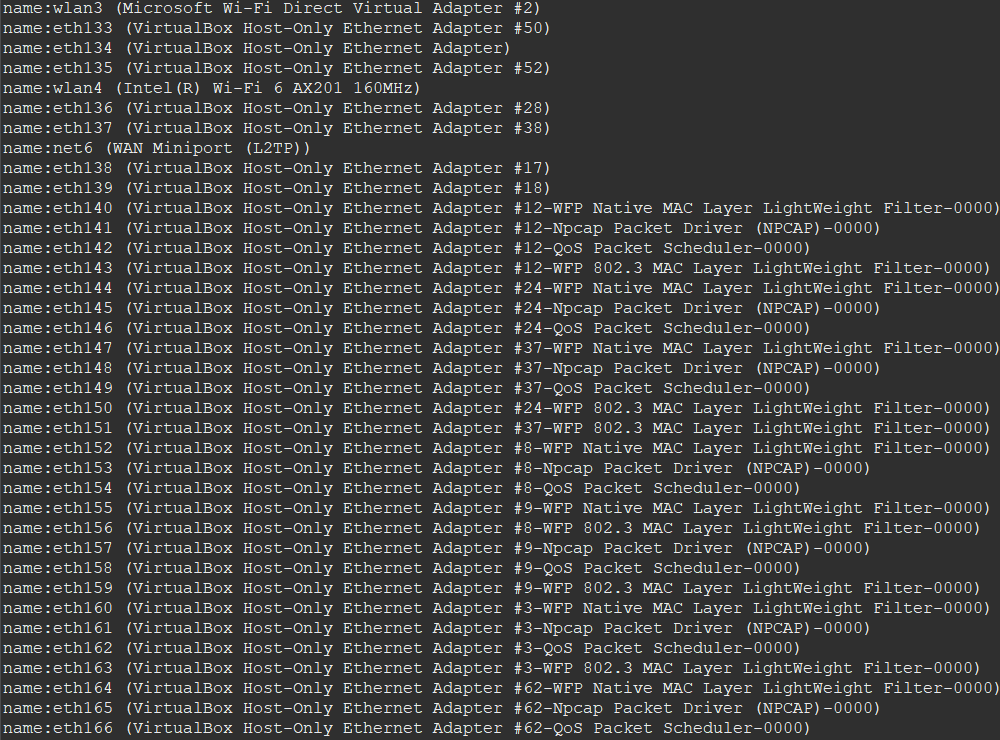 name:wlan3 (Microsoft Wi-Fi Direct Virtual Adapter #2)
name:eth133 (VirtualBox Host-Only Ethernet Adapter #50)
name:eth134 (VirtualBox Host-Only Ethernet Adapter)
name:eth135 (VirtualBox Host-Only Ethernet Adapter #52)
name:wlan4 (Intel(R) Wi-Fi 6 AX201 160MHz)
name:eth136 (VirtualBox Host-Only Ethernet Adapter #28)
name:eth137 (VirtualBox Host-Only Ethernet Adapter #38)
name:net6 (WAN Miniport (L2TP))
name:eth138 (VirtualBox Host-Only Ethernet Adapter #17)
name:eth139 (VirtualBox Host-Only Ethernet Adapter #18)
name:eth140 (VirtualBox Host-Only Ethernet Adapter #12-WFP Native MAC Layer LightWeight Filter-0000)
name:eth141 (VirtualBox Host-Only Ethernet Adapter #12-Npcap Packet Driver (NPCAP)-0000)
name:eth142 (VirtualBox Host-Only Ethernet Adapter #12-QoS Packet Scheduler-0000)
name:eth143 (VirtualBox Host-Only Ethernet Adapter #12-WFP 802.3 MAC Layer LightWeight Filter-0000)
name:eth144 (VirtualBox Host-Only Ethernet Adapter #24-WFP Native MAC Layer LightWeight Filter-0000)
name:eth145 (VirtualBox Host-Only Ethernet Adapter #24-Npcap Packet Driver (NPCAP)-0000)
name:eth146 (VirtualBox Host-Only Ethernet Adapter #24-QoS Packet Scheduler-0000)
name:eth147 (VirtualBox Host-Only Ethernet Adapter #37-WFP Native MAC Layer LightWeight Filter-0000)
name:eth148 (VirtualBox Host-Only Ethernet Adapter #37-Npcap Packet Driver (NPCAP)-0000)
name:eth149 (VirtualBox Host-Only Ethernet Adapter #37-QoS Packet Scheduler-0000)
name:eth150 (VirtualBox Host-Only Ethernet Adapter #24-WFP 802.3 MAC Layer LightWeight Filter-0000)
name:eth151 (VirtualBox Host-Only Ethernet Adapter #37-WFP 802.3 MAC Layer LightWeight Filter-0000)
name:eth152 (VirtualBox Host-Only Ethernet Adapter #8-WFP Native MAC Layer LightWeight Filter-0000)
name:eth153 (VirtualBox Host-Only Ethernet Adapter #8-Npcap Packet Driver (NPCAP)-0000)
name:eth154 (VirtualBox Host-Only Ethernet Adapter #8-QoS Packet Scheduler-0000)
name:eth155 (VirtualBox Host-Only Ethernet Adapter #9-WFP Native MAC Layer LightWeight Filter-0000)
name:eth156 (VirtualBox Host-Only Ethernet Adapter #8-WFP 802.3 MAC Layer LightWeight Filter-0000)
name:eth157 (VirtualBox Host-Only Ethernet Adapter #9-Npcap Packet Driver (NPCAP)-0000)
name:eth158 (VirtualBox Host-Only Ethernet Adapter #9-QoS Packet Scheduler-0000)
name:eth159 (VirtualBox Host-Only Ethernet Adapter #9-WFP 802.3 MAC Layer LightWeight Filter-0000)
name:eth160 (VirtualBox Host-Only Ethernet Adapter #3-WFP Native MAC Layer LightWeight Filter-0000)
name:eth161 (VirtualBox Host-Only Ethernet Adapter #3-Npcap Packet Driver (NPCAP)-0000)
name:eth162 (VirtualBox Host-Only Ethernet Adapter #3-QoS Packet Scheduler-0000)
name:eth163 (VirtualBox Host-Only Ethernet Adapter #3-WFP 802.3 MAC Layer LightWeight Filter-0000)
name:eth164 (VirtualBox Host-Only Ethernet Adapter #62-WFP Native MAC Layer LightWeight Filter-0000)
name:eth165 (VirtualBox Host-Only Ethernet Adapter #62-Npcap Packet Driver (NPCAP)-0000)
name:eth166 (VirtualBox Host-Only Ethernet Adapter #62-QoS Packet Scheduler-0000)